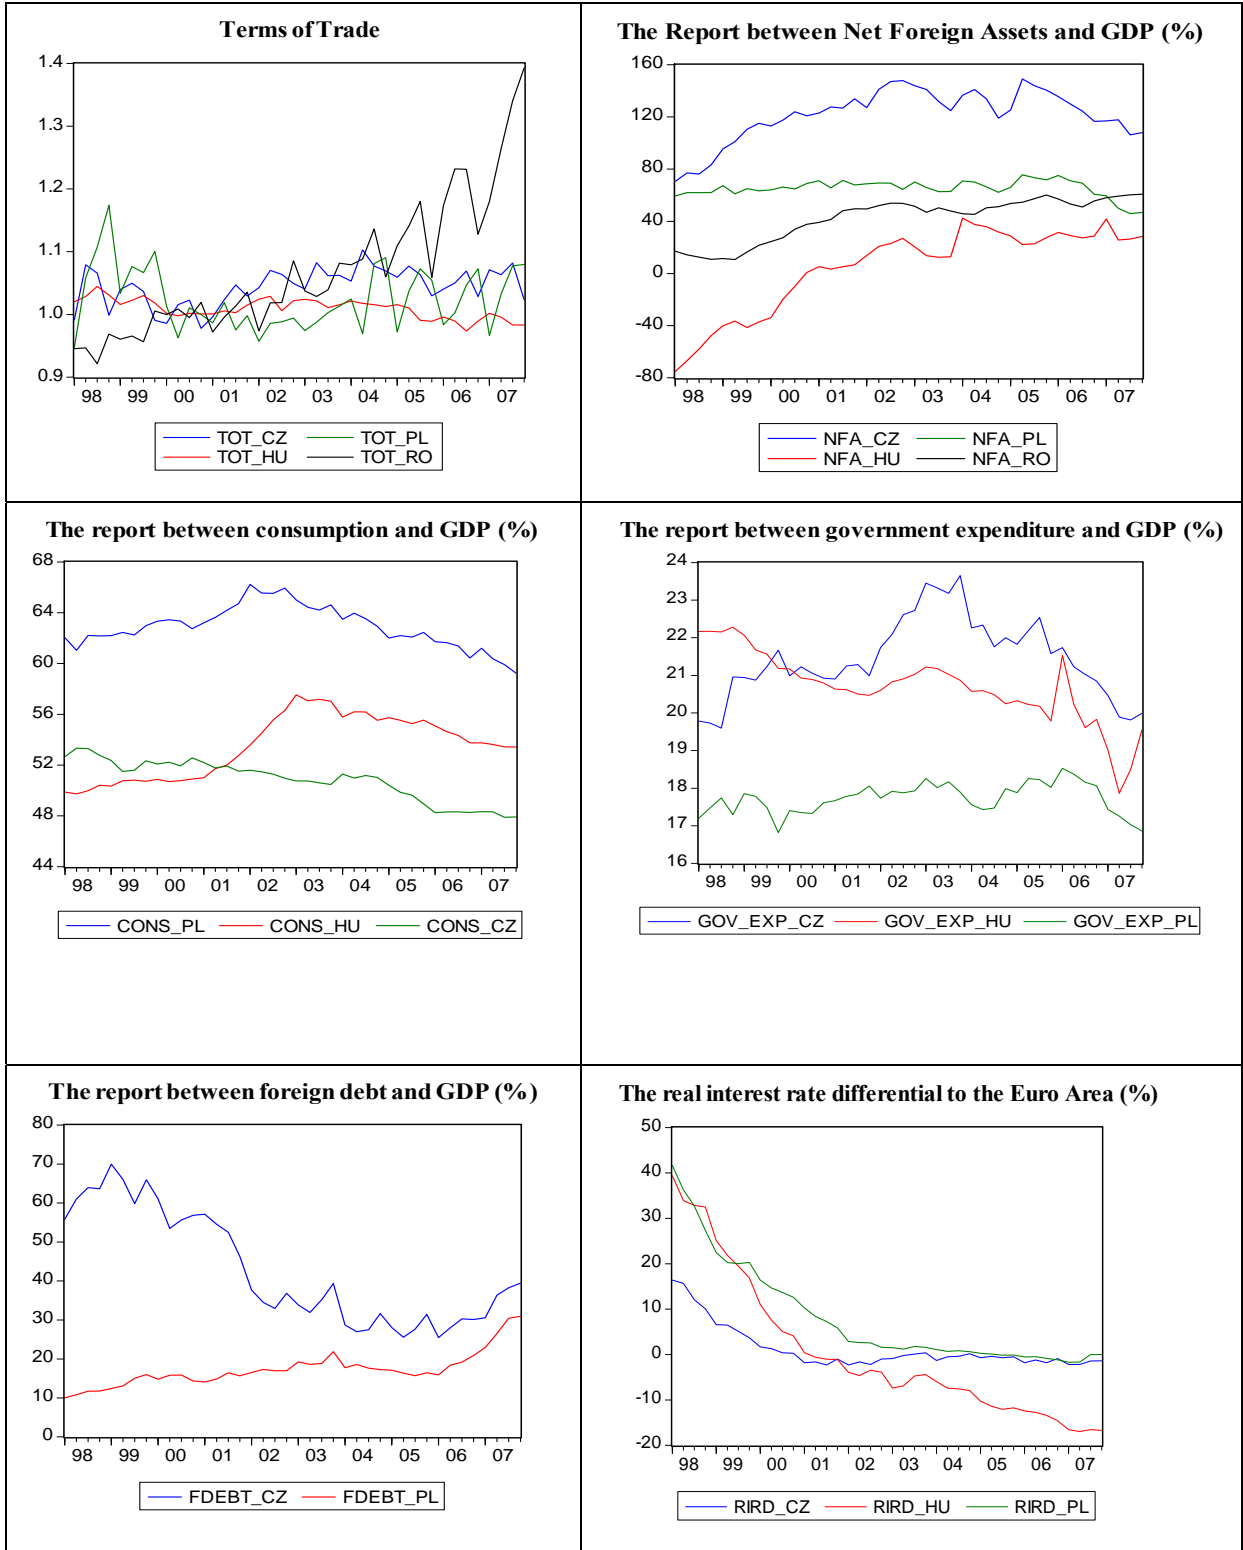 Terms of Trade
1.4
1.3
1.2
1.1
1.0
0.9
98 99 00 01 02 03 04 05 06 07
TOT_CZ TOT_PL
TOT_HU TOT_RO
The Report between Net Foreign Assets and GDP (%)
160
120
80
40
0
-40
-80
98 99 00 01 02 03 04 05 06 07
NFA_CZ NFA_PL
NFA_HU NFA_RO
The report between consumption and GDP (%)
68
64
60
56
52
48
44
98 99 00 01 02 03 04 05 06 07
CONS_PL CONS_HU CONS_CZ
The report between government expenditure and GDP (%)
24
23
22
21
20
19
18
17
16
98 99 00 01 02 03 04 05 06 07
GOV_EXP_CZ GOV_EXP_HU GOV_EXP_PL
The report between foreign debt and GDP (%)
80
70
60
50
40
30
20
10
0
98 99 00 01 02 03 04 05 06 07
FDEBT_CZ FDEBT_PL
The real interest rate differential to the Euro Area (%)
50
40
30
20
10
0
-10
-20
98 99 00 01 02 03 04 05 06 07
RIRD_CZ RIRD_HU RIRD_PL